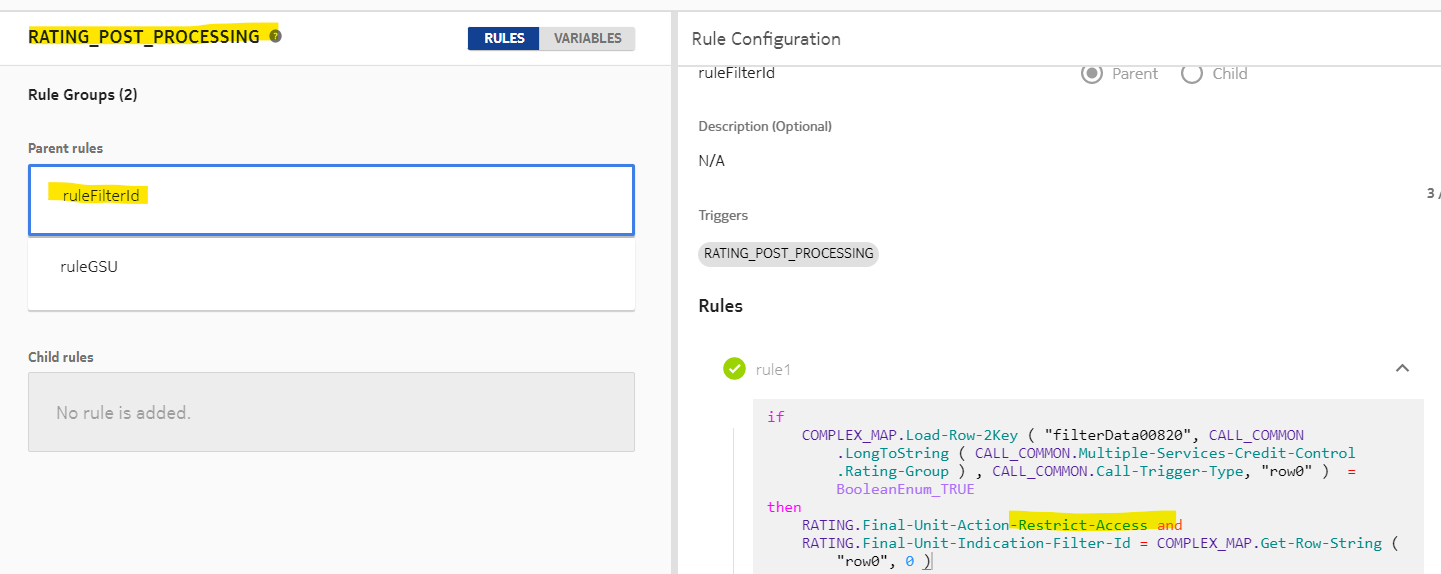 RATING_POST_PROCESSING ?
RULES
VARIABLES
Rule Groups (2)
Parent rules
ruleFilterId
ruleGSU
Child rules
No rule is added.
Rule Configuration
ruleFilterId
Parent
Child
Description (Optional)
N/A
3 /
Triggers
RATING_POST_PROCESSING
Rules
rule1
if
COMPLEX_MAP.Load-Row-2Key ( "filterData00820", CALL_COMMON
.LongToString ( CALL_COMMON.Multiple-Services-Credit-Control
.Rating-Group ) , CALL_COMMON.Call-Trigger-Type, "row0" ) =
BooleanEnum_TRUE
then
RATING.Final-Unit-Action-Restrict-Access and
RATING.Final-Unit-Indication-Filter-Id = COMPLEX_MAP.Get-Row-String (
"row0", 0 )